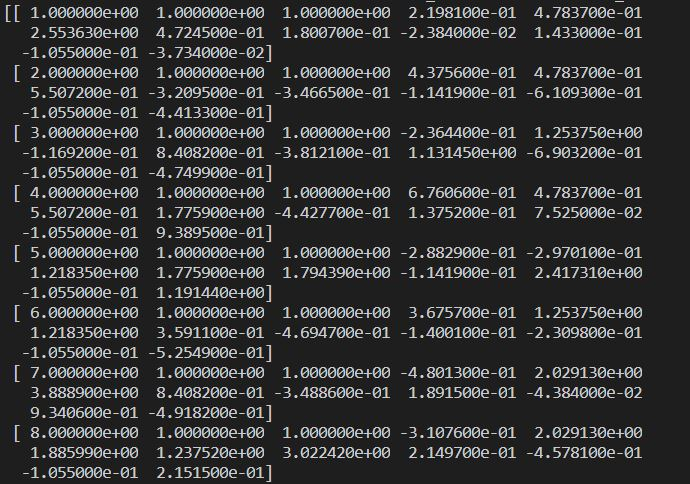 [[ 1.000000e+00 1.000000e+00 1.000000e+00 2.198100e-01 4.783700e-01
2.553630e+00 4.724500e-01 1.800700e-01 -2.384000e-02 1.433000e-01
-1.055000e-01 -3.734000e-02]
[ 2.000000e+00 1.000000e+00 1.000000e+00 4.375600e-01 4.783700e-01
5.507200e-01 -3.209500e-01 -3.466500e-01 -1.141900e-01 -6.109300e-01
-1.055000e-01 -4.413300e-01]
[ 3.000000e+00 1.000000e+00 1.000000e+00 -2.364400e-01 1.253750e+00
-1.169200e-01 8.408200e-01 -3.812100e-01 1.131450e+00 -6.903200e-01
-1.055000e-01 -4.749900e-01]
[ 4.000000e+00 1.000000e+00 1.000000e+00 6.760600e-01 4.783700e-01
5.507200e-01 1.775900e+00 -4.427700e-01 1.375200e-01 7.525000e-02
-1.055000e-01 9.389500e-01]
[ 5.000000e+00 1.000000e+00 1.000000e+00 -2.882900e-01 -2.970100e-01
1.218350e+00 1.775900e+00 1.794390e+00 -1.141900e-01 2.417310e+00
-1.055000e-01 1.191440e+00]
[ 6.000000e+00 1.000000e+00 1.000000e+00 3.675700e-01 1.253750e+00
1.218350e+00 3.591100e-01 -4.694700e-01 -1.400100e-01 -2.309800e-01
-1.055000e-01 -5.254900e-01]
[ 7.000000e+00 1.000000e+00 1.000000e+00 -4.801300e-01 2.029130e+00
3.888900e+00 8.408200e-01 -3.488600e-01 1.891500e-01 -4.384000e-02
9.340600e-01 -4.918200e-01]
[ 8.000000e+00 1.000000e+00 1.000000e+00 -3.107600e-01 2.029130e+00
1.885990e+00 1.237520e+00 3.022420e+00 2.149700e-01 -4.578100e-01
-1.055000e-01 2.151500e-01]